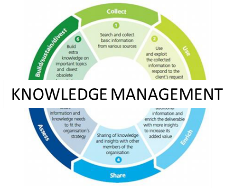 Collect
1
Search and collect
basic information
from various sources
Use
Use
and exploit
the collected
information to
respond to the
client's request
Build/sustain/divest
Build
extra
knowledge on
important topics
and divest
obsolete
KNOWLEDGE MANAGEMENT
Assess
information and
knowledge needs
to fit the
organisation's
strategy
information
and enrich the
deliverable with
more insights
to increase its
added value
Enrich
Sharing of knowledge
and insights with other
members of the
organisation
4
Share